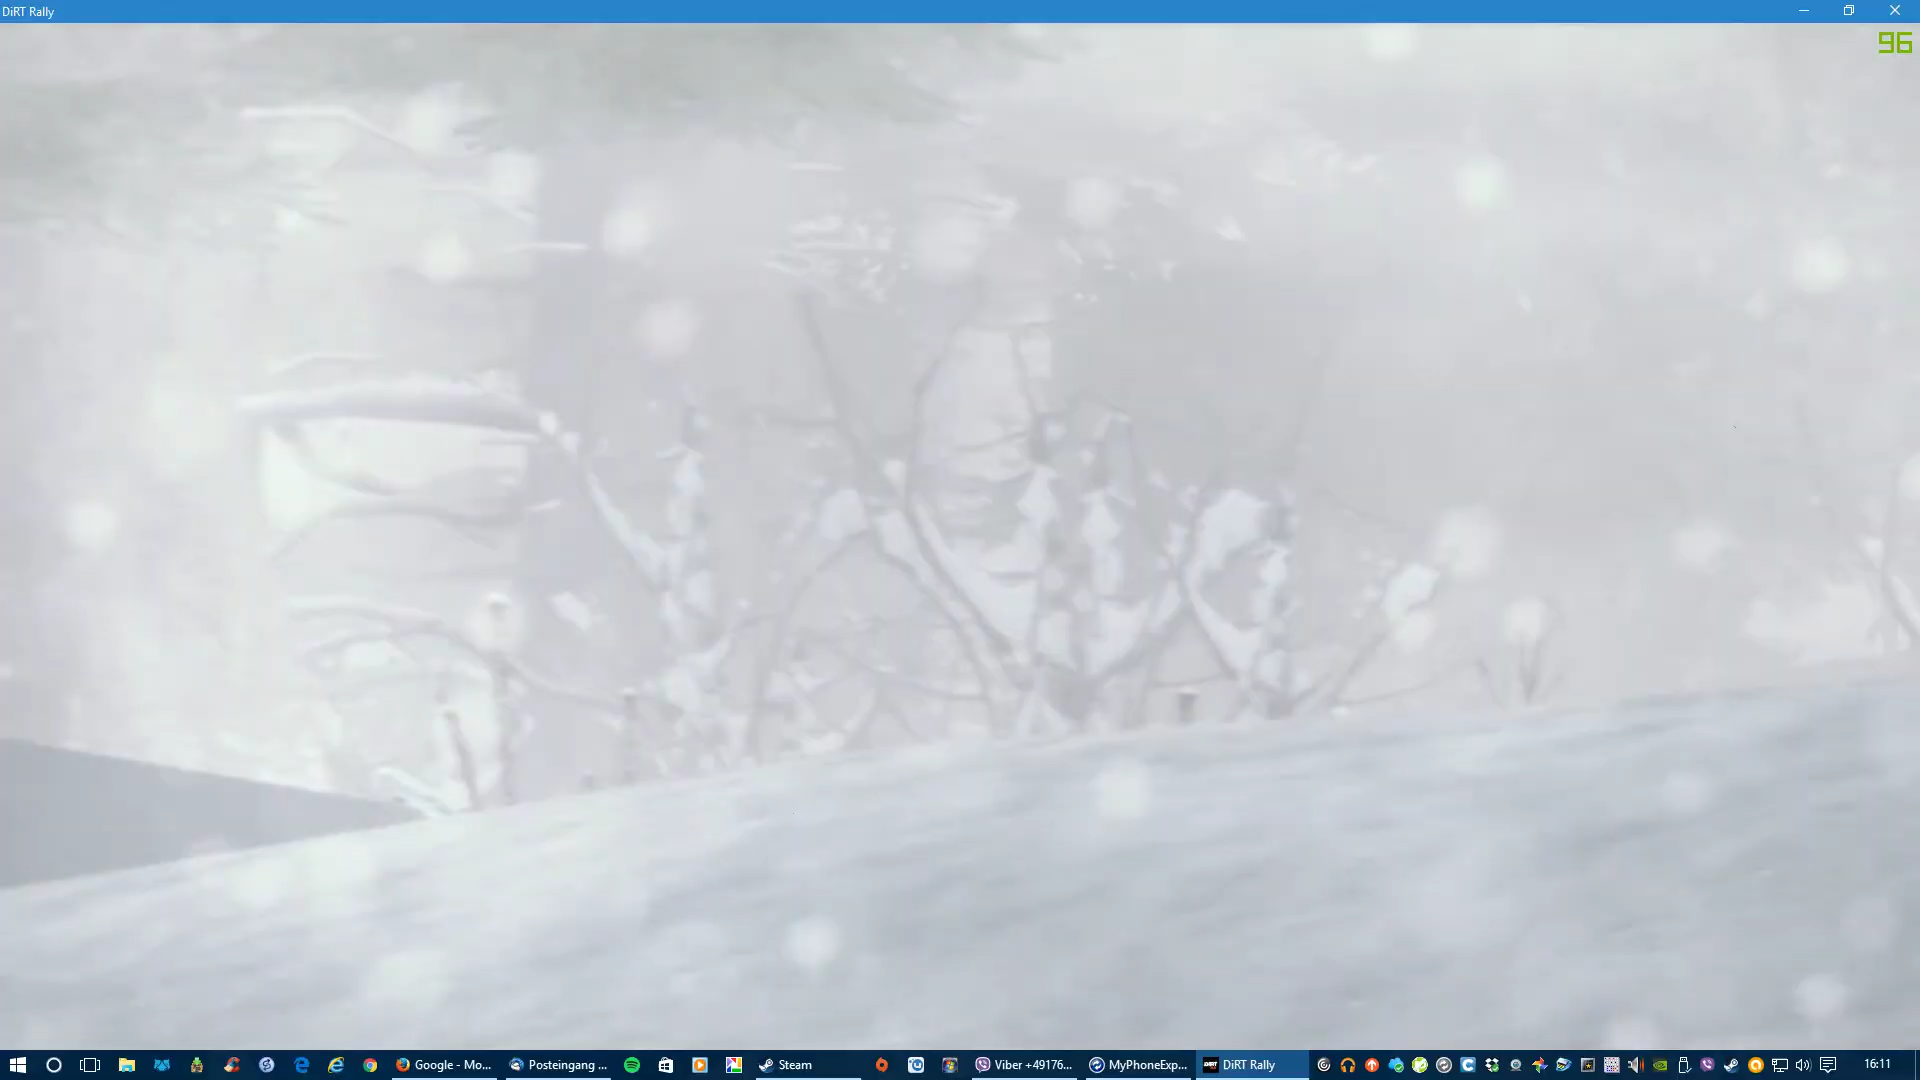 DiRT Rally
96
Google - Mo...
Posteingang ...
Steam
Viber +49176...
MyPhoneExp...
DiRT Rally
16:11